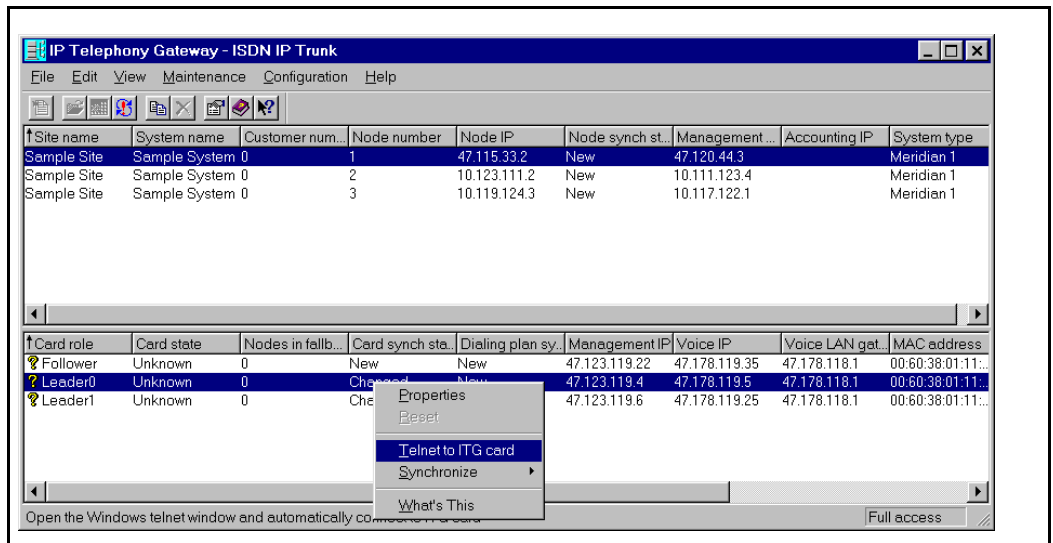 IP Telephony Gateway - ISDN IP Trunk
File Edit View Maintenance Configuration Help
Site name System name Customer num... Node number Node IP Node synch st... Management ... Accounting IP System type
Sample Site Sample System 0 1 47.115.33.2 New 47.120.44.3 Meridian 1
Sample Site Sample System 0 2 10.123.111.2 New 10.111.123.4 Meridian 1
Sample Site Sample System 0 3 10.119.124.3 New 10.117.122.1 Meridian 1
Card role Card state Nodes in fallb... Card synch sta... Dialing plan sy... Management IP Voice IP Voice LAN gat... MAC address
Follower Unknown 0 New New 47.123.119.22 47.178.119.35 47.178.118.1 00:60:38:01:11:...
Leader0 Unknown 0 Changed New 47.123.119.4 47.178.119.5 47.178.118.1 00:60:38:01:11:...
Leader1 Unknown 0 Cha 47.123.119.6 47.178.119.25 47.178.118.1 00:60:38:01:11:...
Properties
Reset
Telnet to ITG card
Synchronize
What's This
Open the Windows telnet window and automatically
Full access